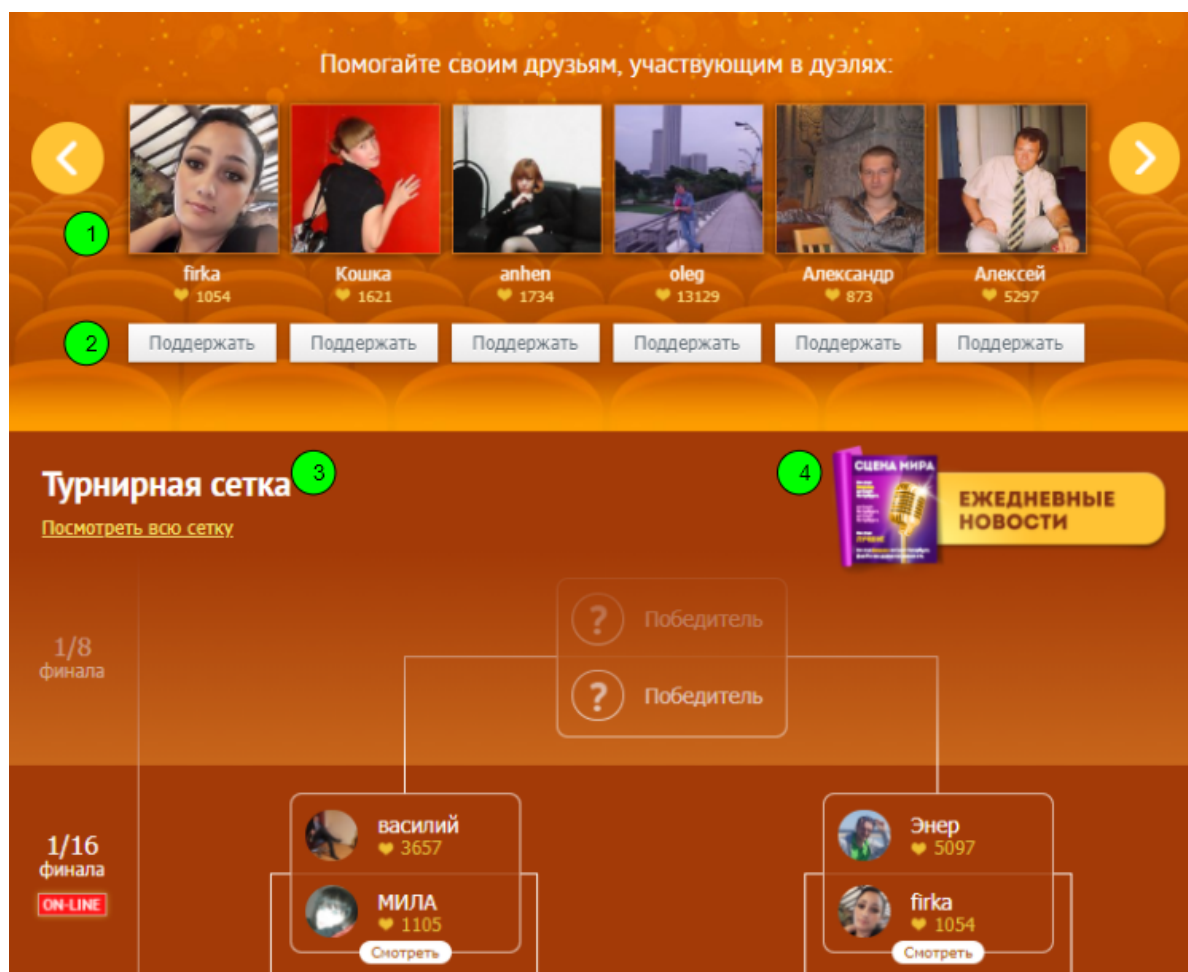 Помогайте своим друзьям, участвующим в дуэлях:
1
firka Кошка anhen oleg Александр Алексей
1054 1621 1734 13129 873 5297
2 Поддержать Поддержать Поддержать Поддержать Поддержать Поддержать
Турнирная сетка 3
Посмотреть всю сетку
4 СЦЕНА МИРА
ЕЖЕДНЕВНЫЕ
НОВОСТИ
? Победитель
1/8
финала
? Победитель
василий
3657
Энер
5097
1/16
финала
ON-LINE
МИЛА
1105
Смотреть
firka
1054
Смотреть